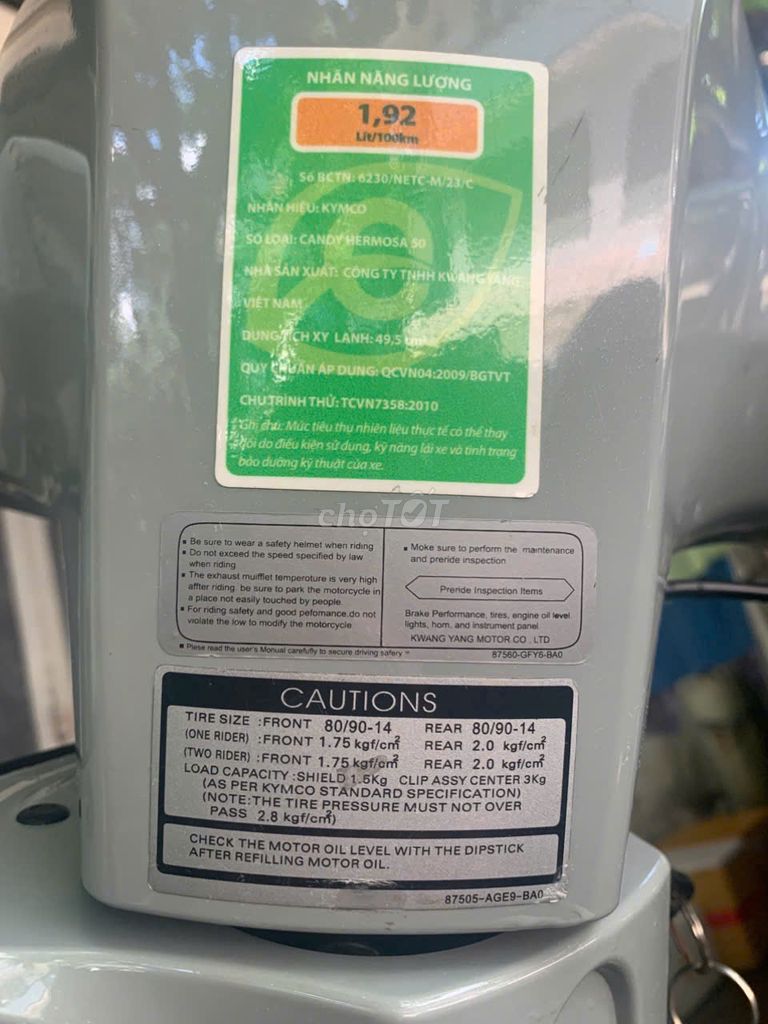 NHÃN NĂNG LƯỢNG
1,92
Lít/100km
Số BCTN: 6230/NETC-M/23/C
NHÃN HIỆU: KYMCO
SỐ LOẠI: CANDY HERMOSA 50
NHÀ SẢN XUẤT: CÔNG TY TNHH KWANG YANG
VIỆT NAM
DUNG TÍCH XY LANH: 49,5 cm³
QUY CHUẨN ÁP DỤNG: QCVN04:2009/BGTVT
CHU TRÌNH THỬ: TCVN7358:2010
Ghi chú: Mức tiêu thụ nhiên liệu thực tế có thể thay
đổi do điều kiện sử dụng, kỹ năng lái xe và tình trạng
bảo dưỡng kỹ thuật của xe.
chợTỐT
Be sure to wear a safety helmet when riding
Do not exceed the speed specified by law
when riding
The exhaust muifflet temperoture is very high
affter riding. be sure to park the motorcycle in
a place not easily touched by people.
For riding safety and good pefomance.do not
violate the low to modify the motorcycle
Moke sure to perform the maintenance
and preride inspection
Preride Inspection Items
Brake Performance, tires, engine oil level
lights, horn, and instrument panel
KWANG YANG MOTOR CO . LTD
Plese read the user's Monual carefulty to secure driving safery
87560-GFY6-BA0
CAUTIONS
TIRE SIZE :FRONT 80/90-14 REAR 80/90-14
(ONE RIDER) :FRONT 1.75 kgf/cm² REAR 2.0 kgf/cm²
(TWO RIDER) :FRONT 1.75 kgf/cm² REAR 2.0 kgf/cm²
LOAD CAPACITY :SHIELD 1.5Kg CLIP ASSY CENTER 3Kg
(AS PER KYMCO STANDARD SPECIFICATION)
(NOTE:THE TIRE PRESSURE MUST NOT OVER
PASS 2.8 kgf/cm²)
CHECK THE MOTOR OIL LEVEL WITH THE DIPSTICK
AFTER REFILLING MOTOR OIL.
87505-AGE9-BA0